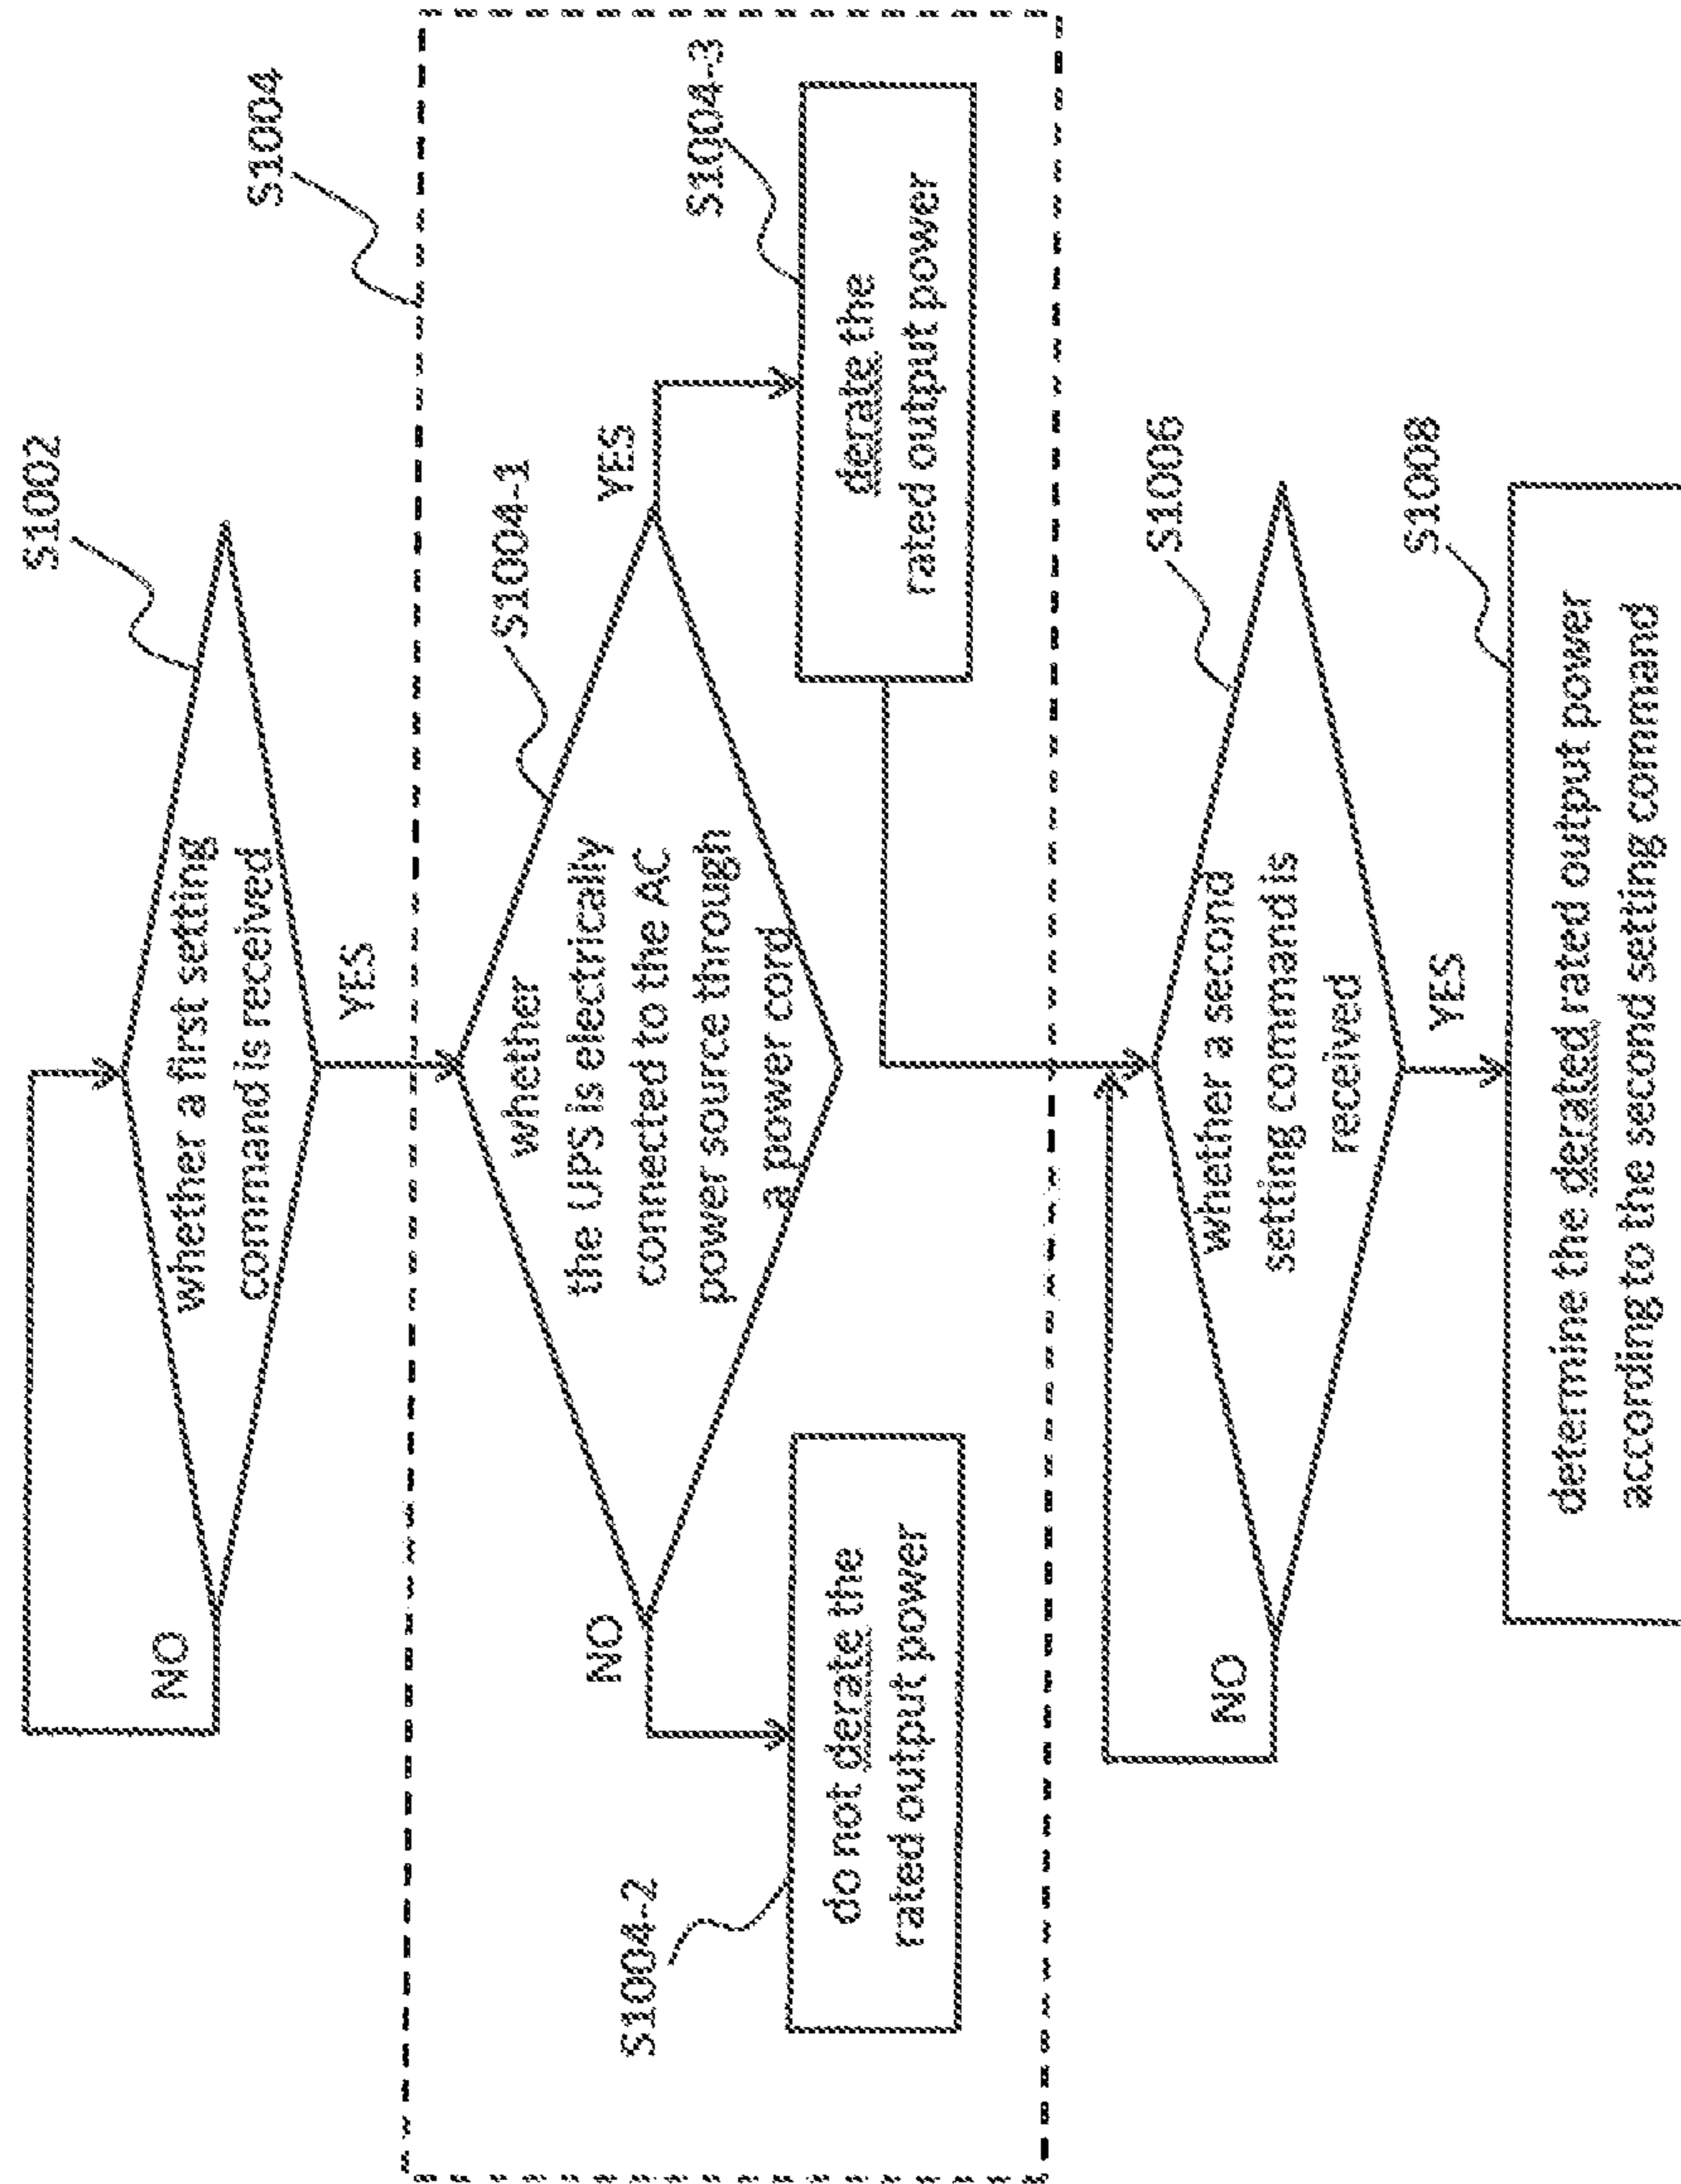 S1002
whether a first setting
command is received
NO
YES
S1004
S1004-1
whether
the UPS is electrically
connected to the AC
power source through
a power cord
NO
YES
S1004-2
do not derate the
rated output power
S1004-3
derate the
rated output power
S1006
whether a second
setting command is
received
NO
YES
S1008
determine the derated rated output power
according to the second setting command